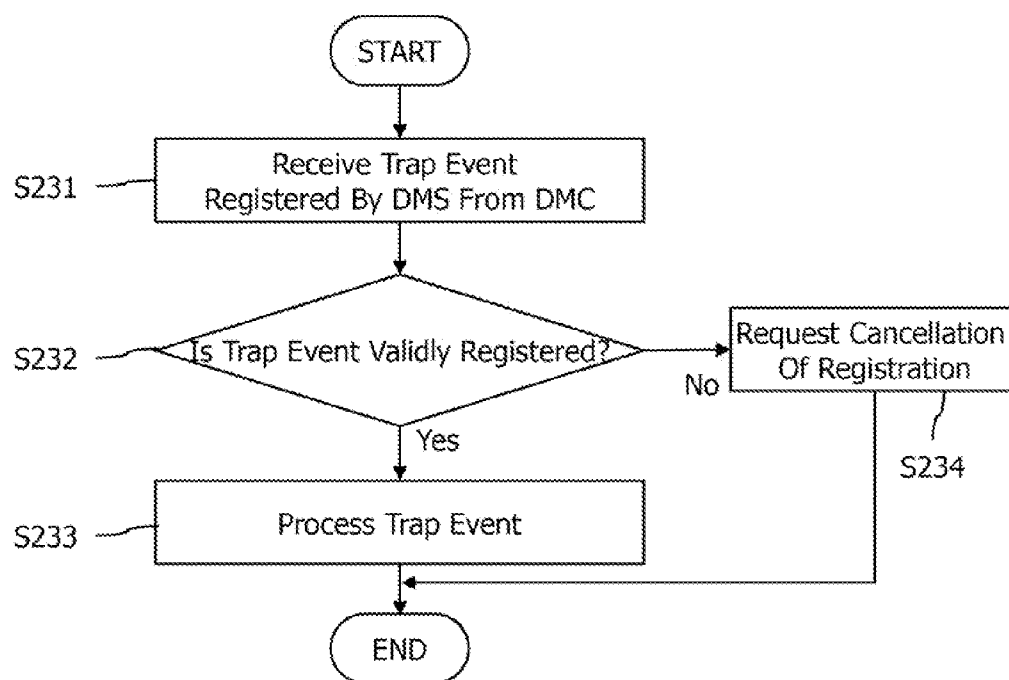 START
S231
Receive Trap Event
Registered By DMS From DMC
S232
Is Trap Event Validly Registered?
No
Request Cancellation
Of Registration
S234
Yes
S233
Process Trap Event
END